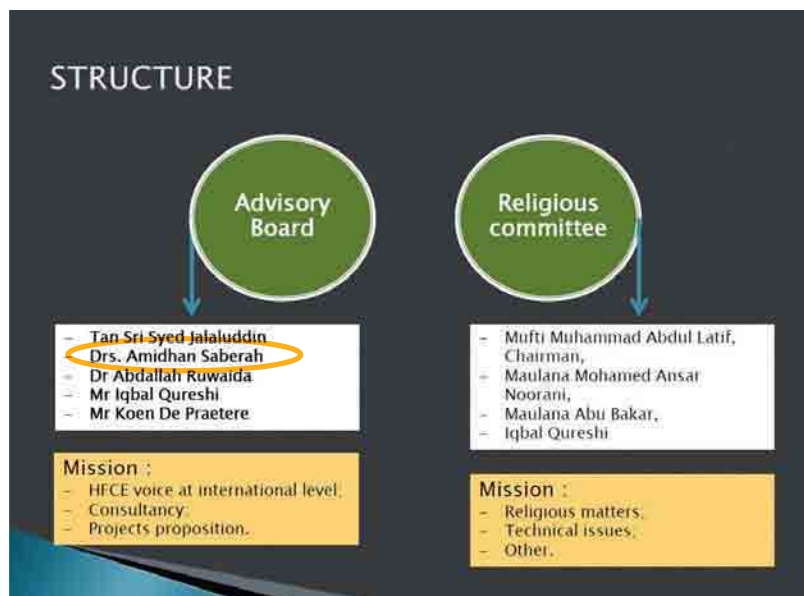 STRUCTURE
Advisory
Board
Religious
committee
- Tan Sri Syed Jalaluddin
- Drs. Amidhan Saberah
- Dr Abdallah Ruwaida
- Mr Iqbal Qureshi
- Mr Koen De Praetere
- Mufti Muhammad Abdul Latif,
Chairman,
- Maulana Mohamed Ansar
Noorani,
- Maulana Abu Bakar,
- Iqbal Qureshi
Mission :
- HFCE voice at international level,
- Consultancy,
- Projects proposition.
Mission :
- Religious matters,
- Technical issues,
- Other.